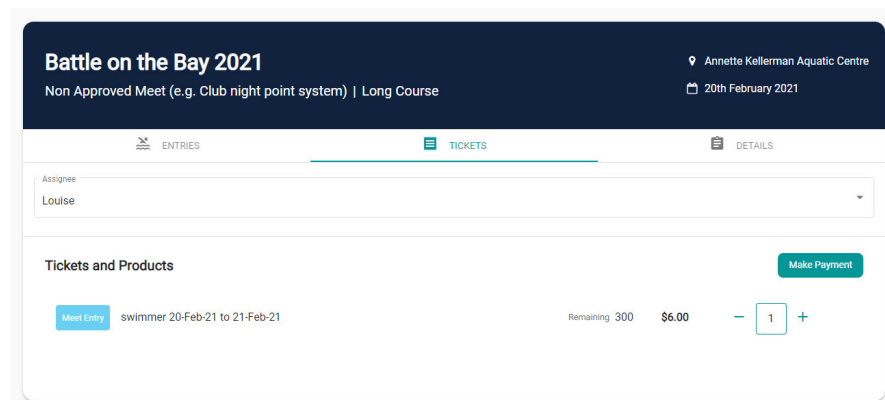 Battle on the Bay 2021
Non Approved Meet (e.g. Club night point system) | Long Course
Annette Kellerman Aquatic Centre
20th February 2021
ENTRIES
TICKETS
DETAILS
Assignee
Louise
Tickets and Products
Make Payment
Meet Entry swimmer 20-Feb-21 to 21-Feb-21 Remaining 300 $6.00 − 1 +